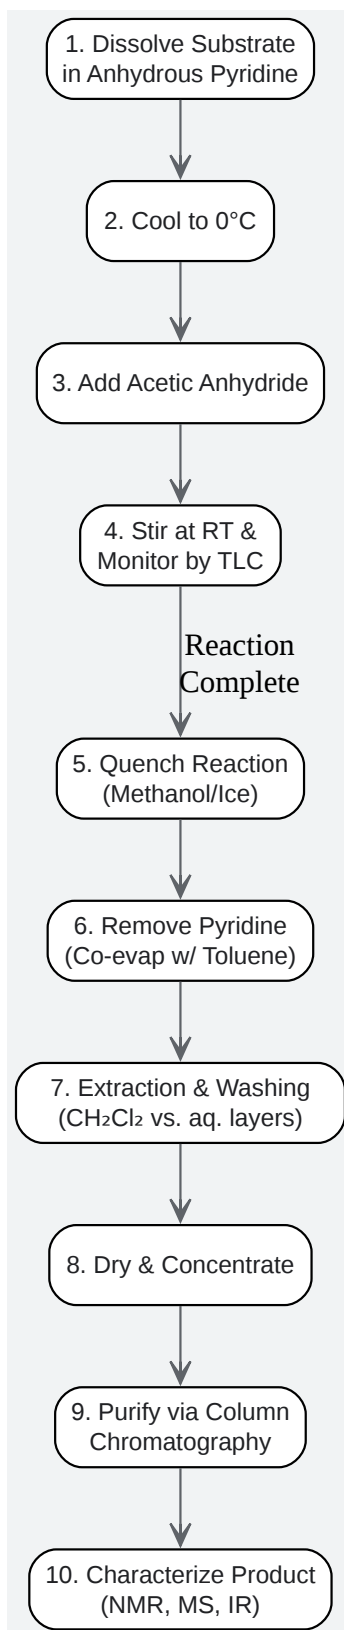 1. Dissolve Substrate
in Anhydrous Pyridine
2. Cool to 0°C
3. Add Acetic Anhydride
4. Stir at RT &
Monitor by TLC
Reaction
Complete
5. Quench Reaction
(Methanol/Ice)
6. Remove Pyridine
(Co-evap w/ Toluene)
7. Extraction & Washing
(CH₂Cl₂ vs. aq. layers)
8. Dry & Concentrate
9. Purify via Column
Chromatography
10. Characterize Product
(NMR, MS, IR)